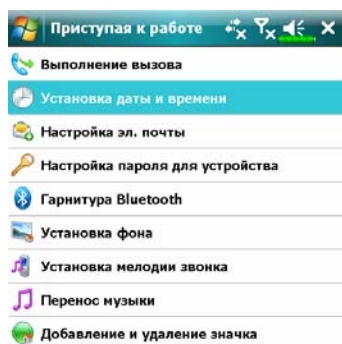 Приступая к работе
Выполнение вызова
Установка даты и времени
Настройка эл. почты
Настройка пароля для устройства
Гарнитура Bluetooth
Установка фона
Установка мелодии звонка
Перенос музыки
Добавление и удаление значка